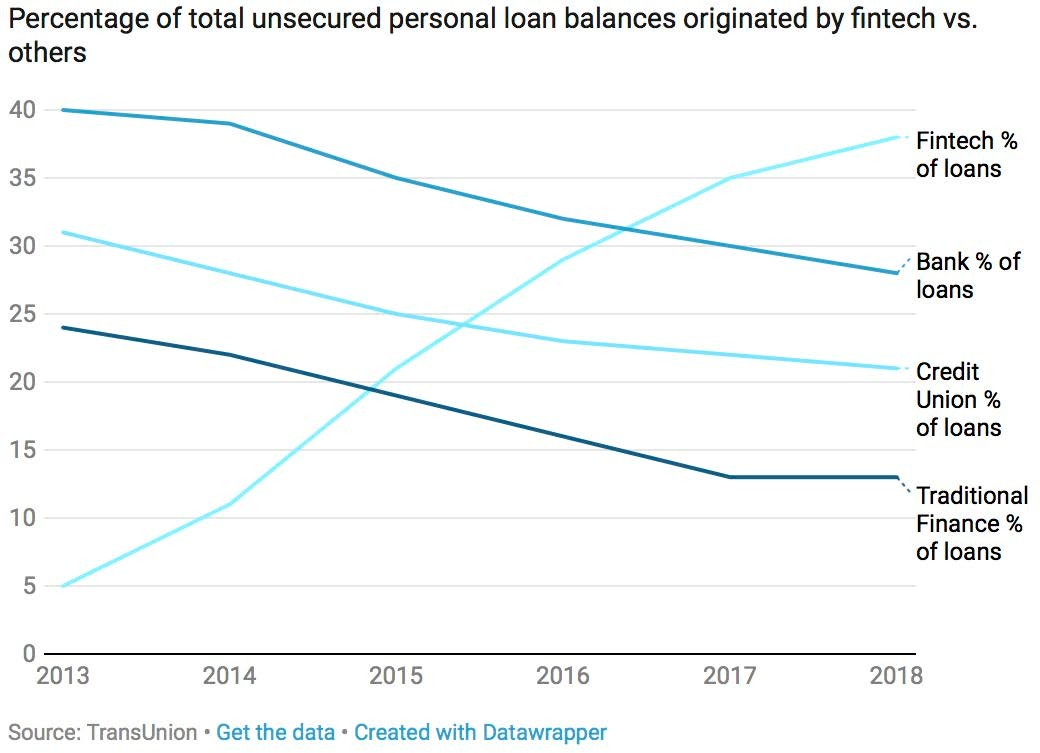 Percentage of total unsecured personal loan balances originated by fintech vs.
others
40
35
30
25
20
15
10
5
0
Fintech %
of loans
Bank % of
loans
Credit
Union %
of loans
Traditional
Finance %
of loans
2013 2014 2015 2016 2017 2018
Source: TransUnion • Get the data • Created with Datawrapper